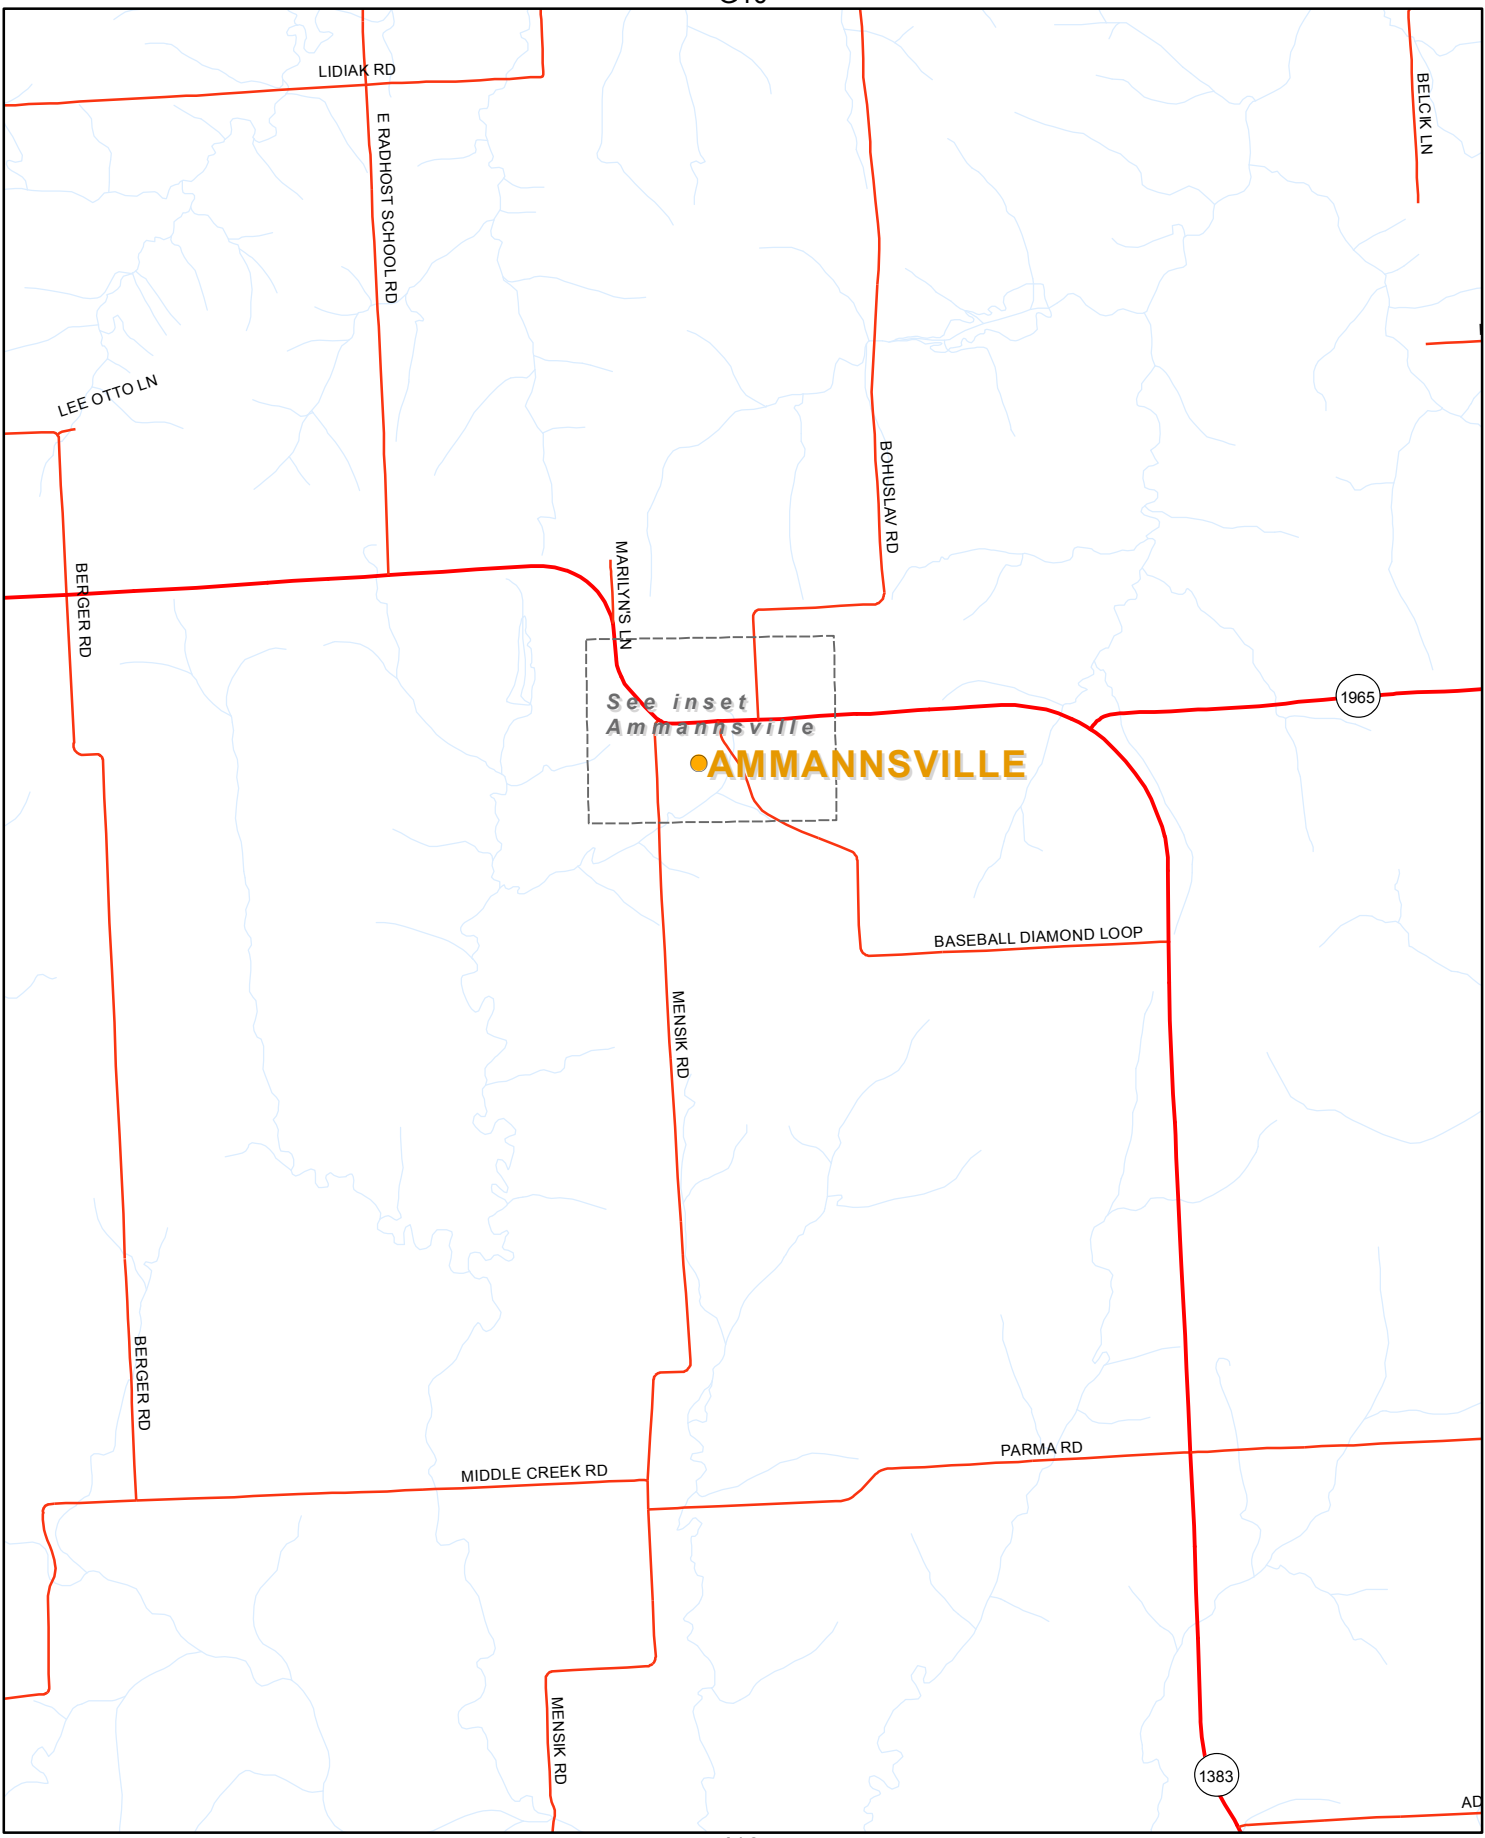 LIDIAK RD
BELCIK LN
E RADHOST SCHOOL RD
LEE OTTO LN
BOHUSLAV RD
MARILYN'S LN
BERGER RD
1965
See inset
Ammannsville
AMMANNSVILLE
BASEBALL DIAMOND LOOP
MENSIK RD
BERGER RD
PARMA RD
MIDDLE CREEK RD
MENSIK RD
1383
AD